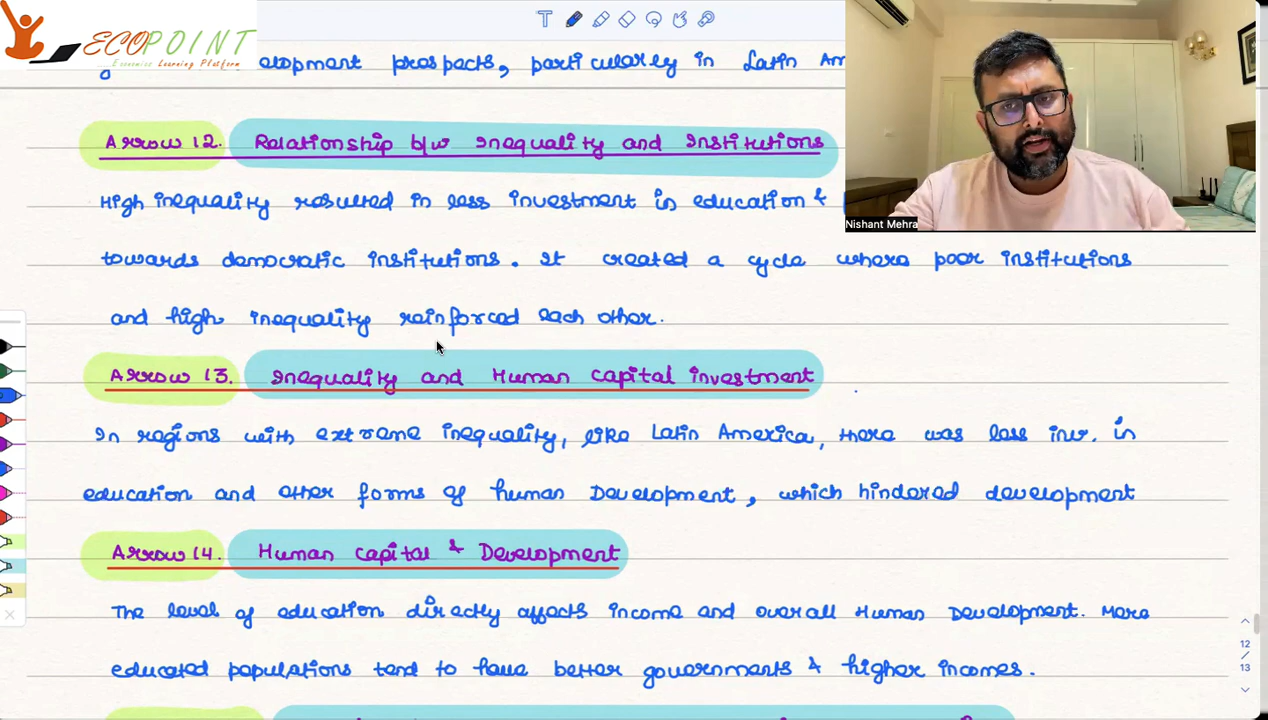 ECOPOINT
Economics Learning Platform
elopment prospects, particularly in Latin Am
Arrow 12. Relationship b/w Inequality and Institutions
High inequality resulted in less investment in education &
towards democratic institutions. It created a cycle where poor institutions
and high inequality reinforced each other.
Arrow 13. Inequality and Human capital investment
In regions with extreme inequality, like Latin America, there was less inv. in
education and other forms of human Development, which hindered development
Arrow 14. Human capital & Development
The level of education directly affects income and overall Human Development. More
educated populations tend to have better governments & higher incomes.
Nishant Mehra
12
13